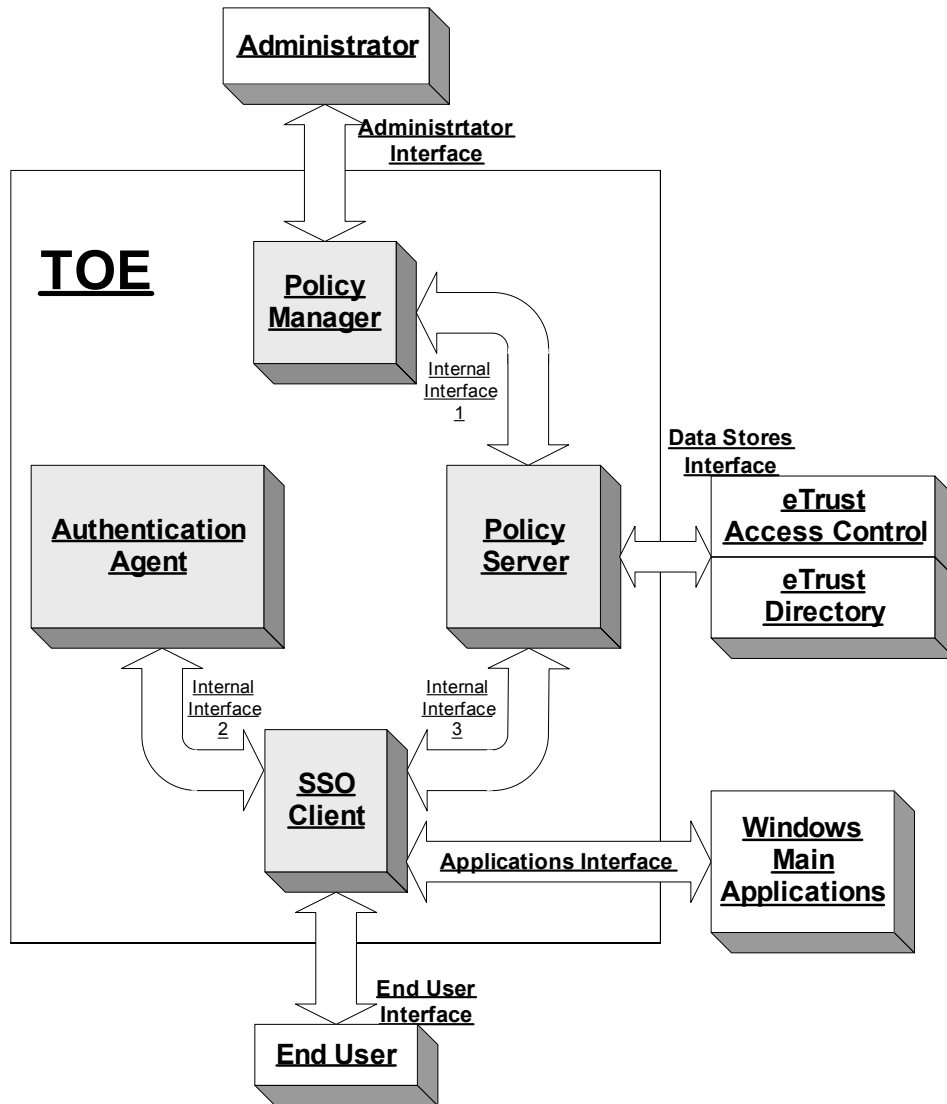 Administrator
Administrtator
Interface
TOE
Policy
Manager
Internal
Interface
1
Data Stores
Interface
eTrust
Access Control
eTrust
Directory
Authentication
Agent
Policy
Server
Internal
Interface
2
Internal
Interface
3
SSO
Client
Applications Interface
Windows
Main
Applications
End User
Interface
End User